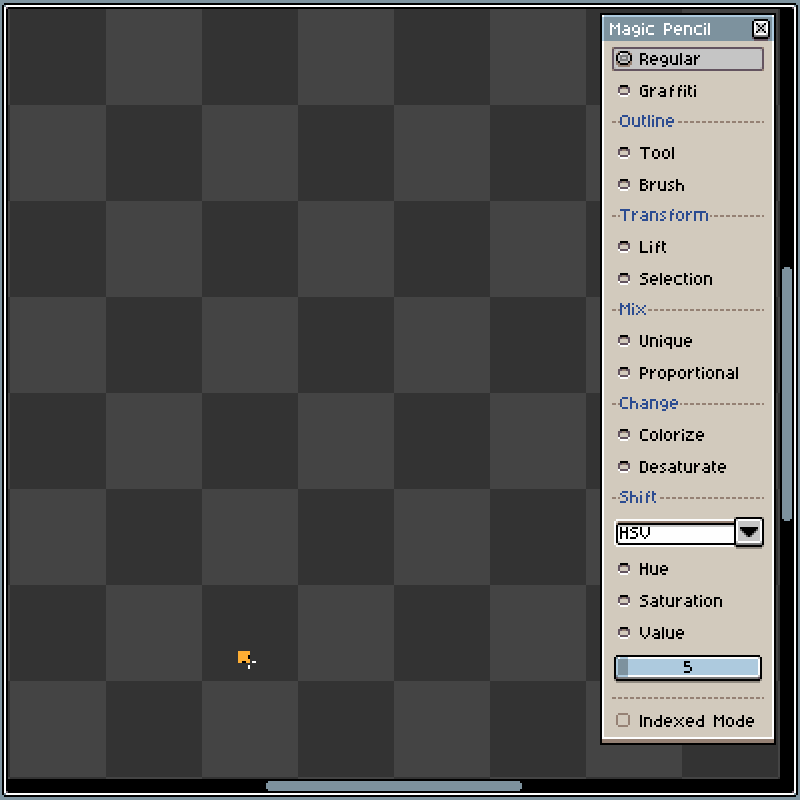 Magic Pencil
Regular
Graffiti
Outline
Tool
Brush
Transform
Lift
Selection
Mix
Unique
Proportional
Change
Colorize
Desaturate
Shift
HSV
Hue
Saturation
Value
5
Indexed Mode